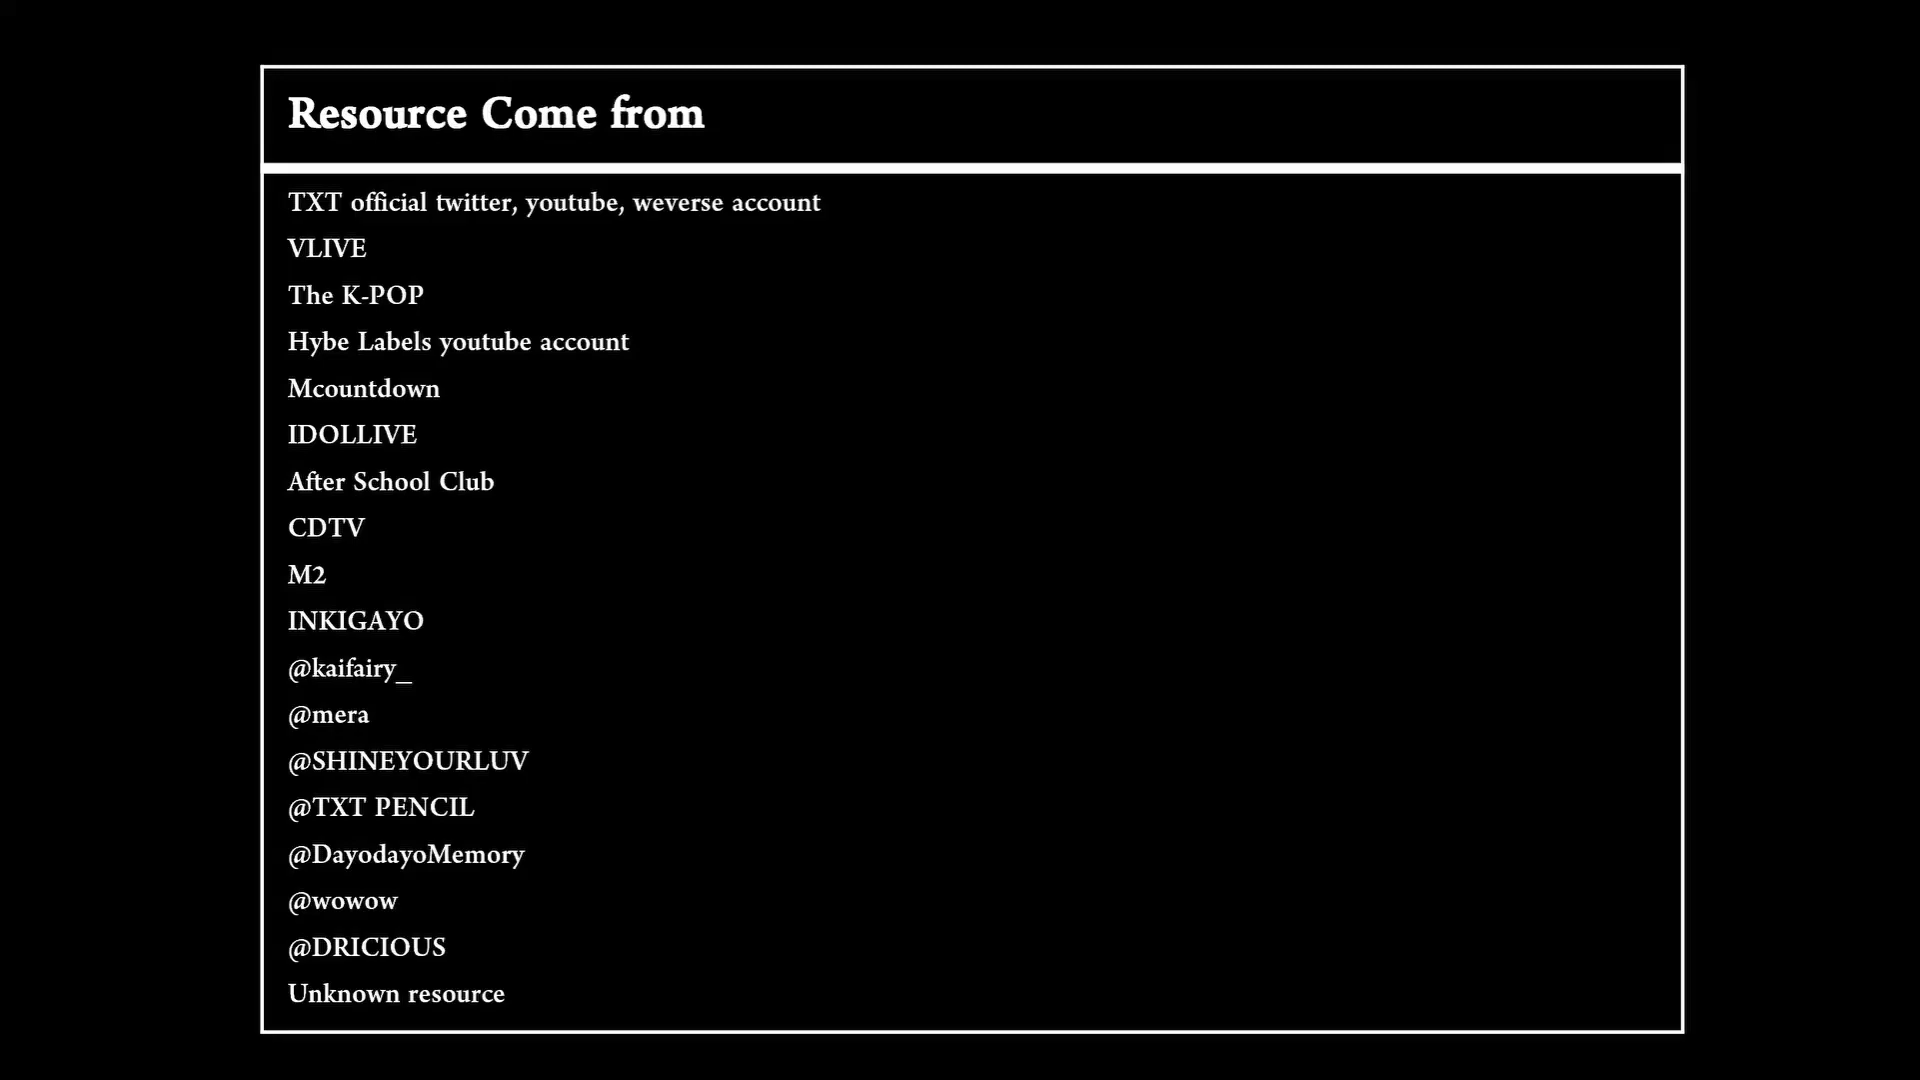 Resource Come from
TXT official twitter, youtube, weverse account
VLIVE
The K-POP
Hybe Labels youtube account
Mcountdown
IDOLLIVE
After School Club
CDTV
M2
INKIGAYO
@kaifairy_
@mera
@SHINEYOURLUV
@TXT PENCIL
@DayodayoMemory
@wowow
@DRICIOUS
Unknown resource